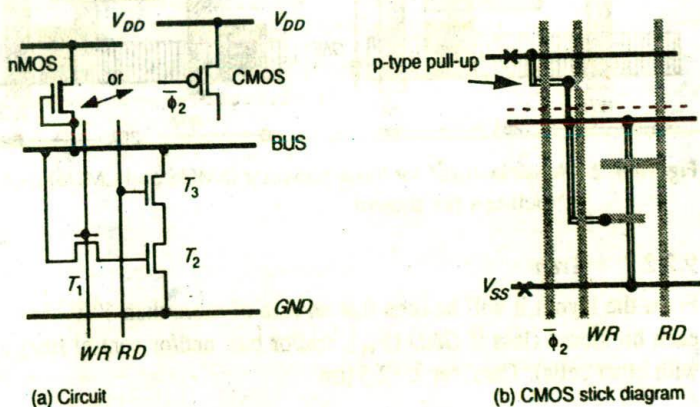 V_DD
V_DD
nMOS
or
CMOS
φ̄₂
BUS
T₃
T₂
T₁
GND
WR RD
(a) Circuit
p-type pull-up
V_SS
φ̄₂ WR RD
(b) CMOS stick diagram